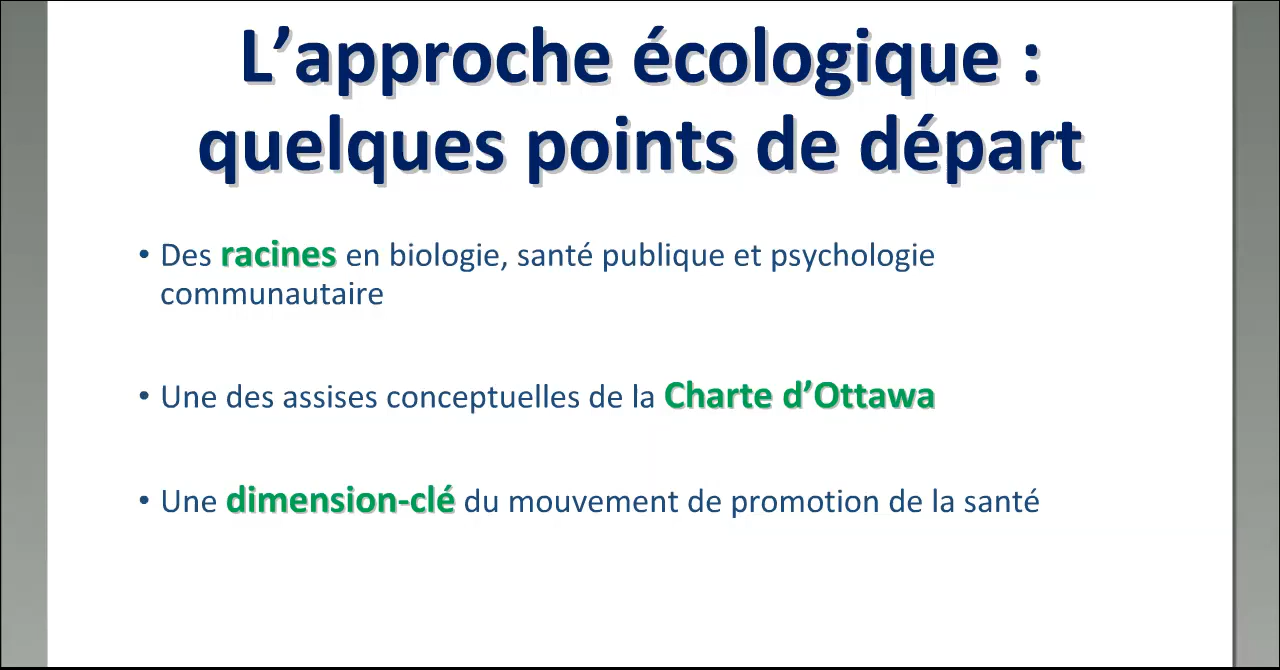 L’approche écologique :
quelques points de départ
• Des racines en biologie, santé publique et psychologie
communautaire
• Une des assises conceptuelles de la Charte d’Ottawa
• Une dimension-clé du mouvement de promotion de la santé